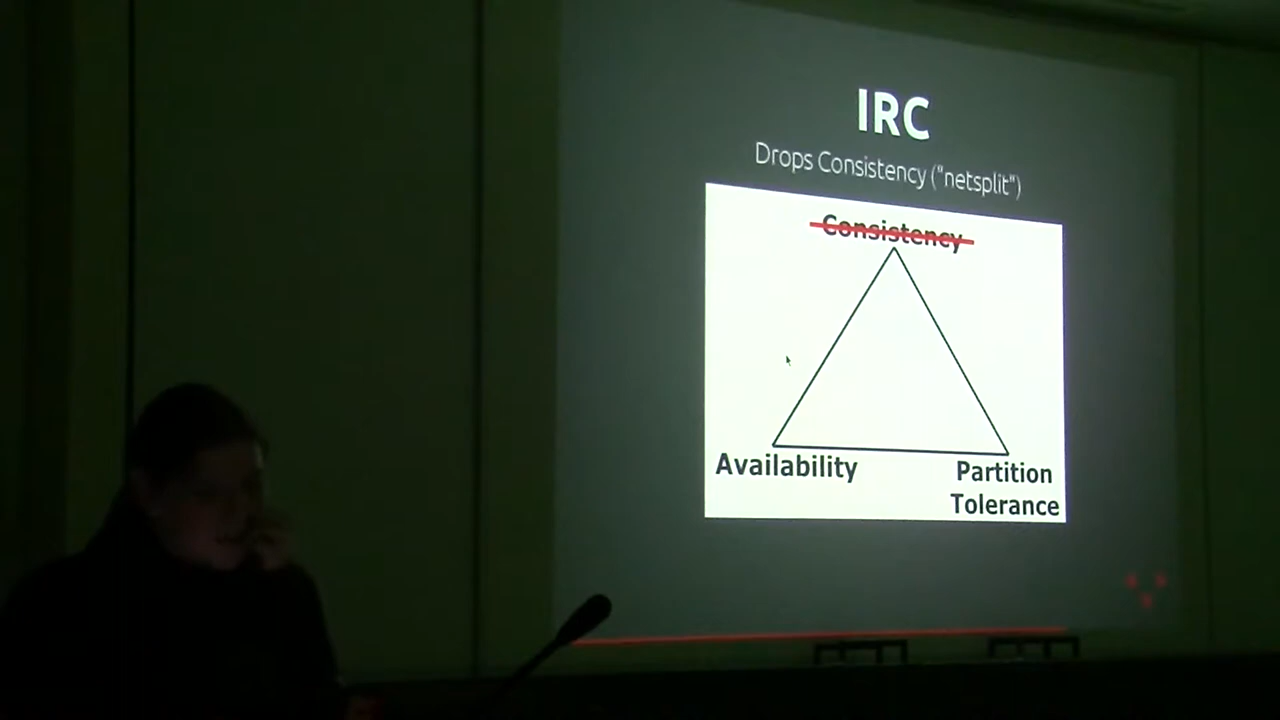 IRC
Drops Consistency ("netsplit")
Consistency
Availability
Partition
Tolerance